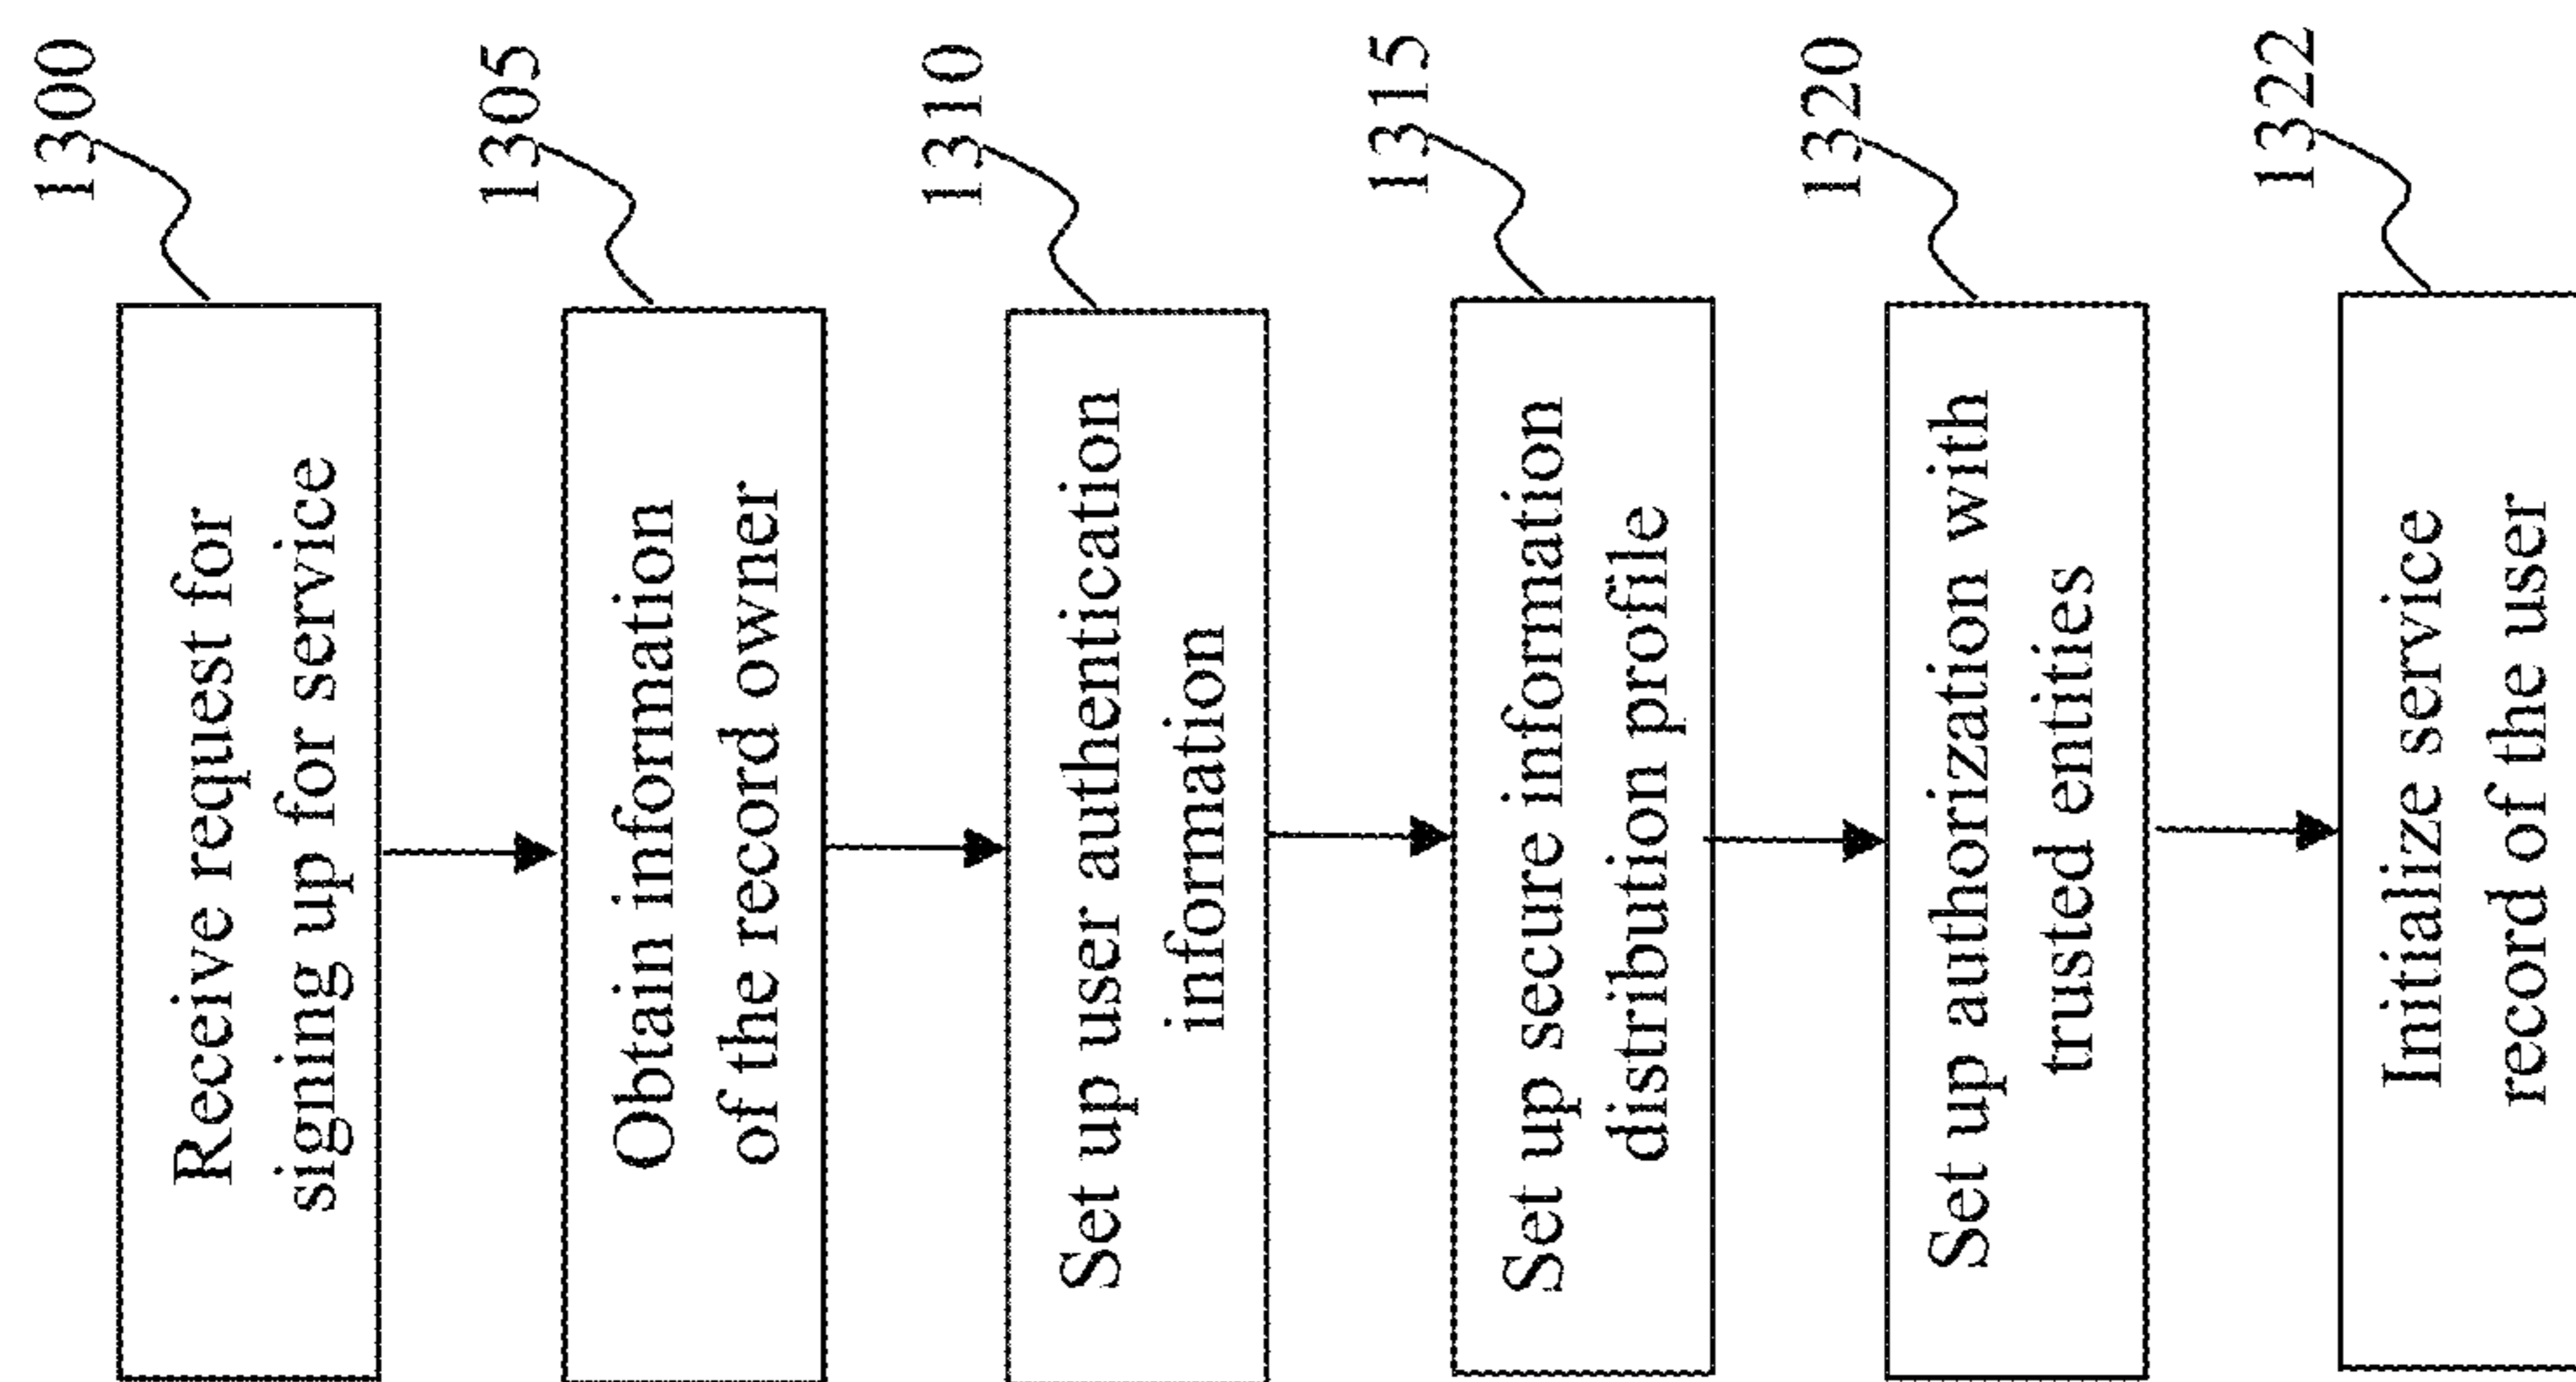 1300
Receive request for
signing up for service
1305
Obtain information
of the record owner
1310
Set up user authentication
information
1315
Set up secure information
distribution profile
1320
Set up authorization with
trusted entities
1322
Initialize service
record of the user